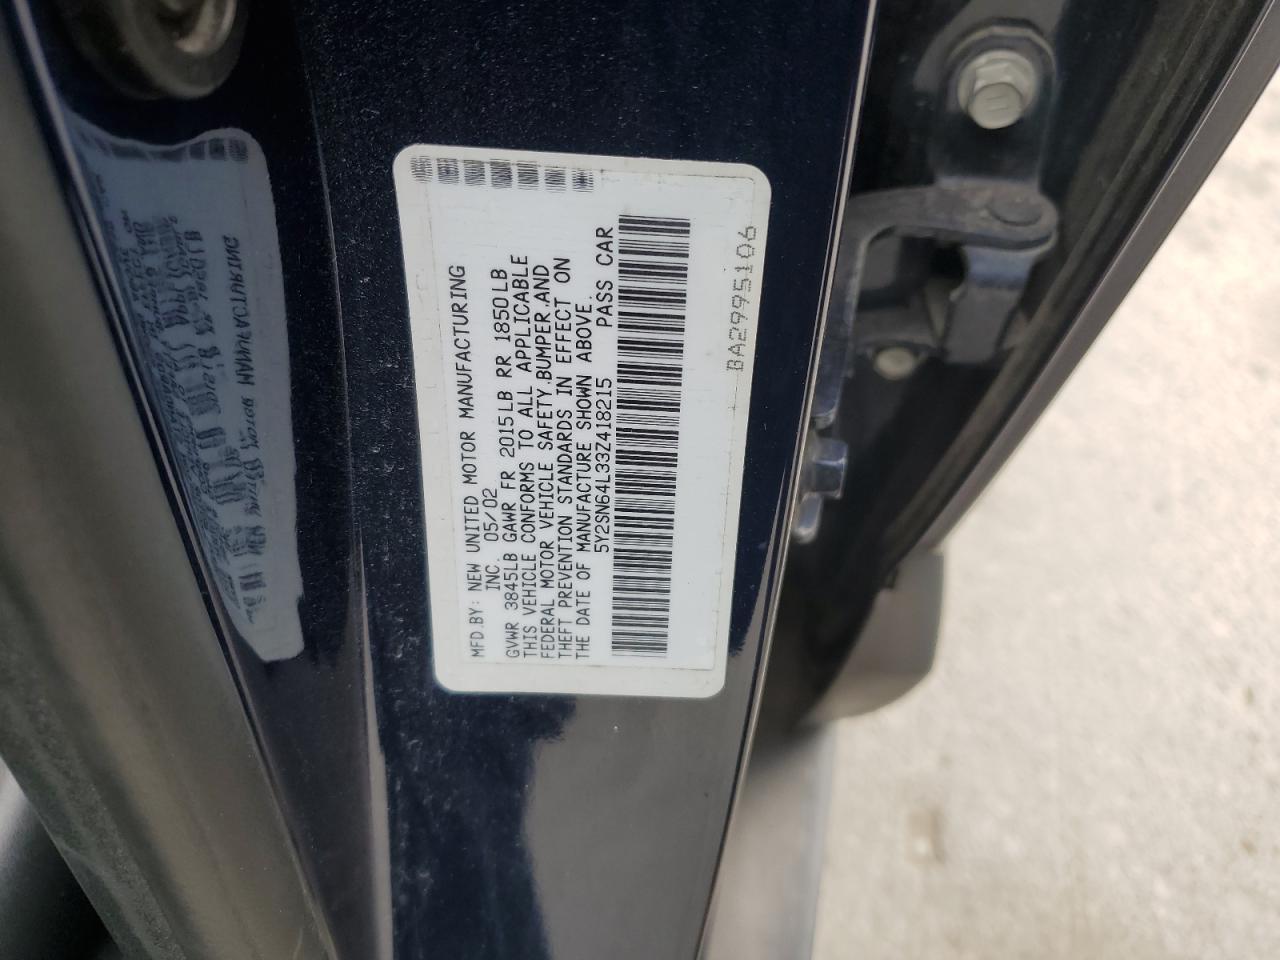 MFD.BY: NEW UNITED MOTOR MANUFACTURING
INC. 05/02
GVWR 3845LB GAWR FR 2015LB RR 1850LB
THIS VEHICLE CONFORMS TO ALL APPLICABLE
FEDERAL MOTOR VEHICLE SAFETY,BUMPER,AND
THEFT PREVENTION STANDARDS IN EFFECT ON
THE DATE OF MANUFACTURE SHOWN ABOVE.
5Y2SN64L33Z418215 PASS CAR
BA2995106